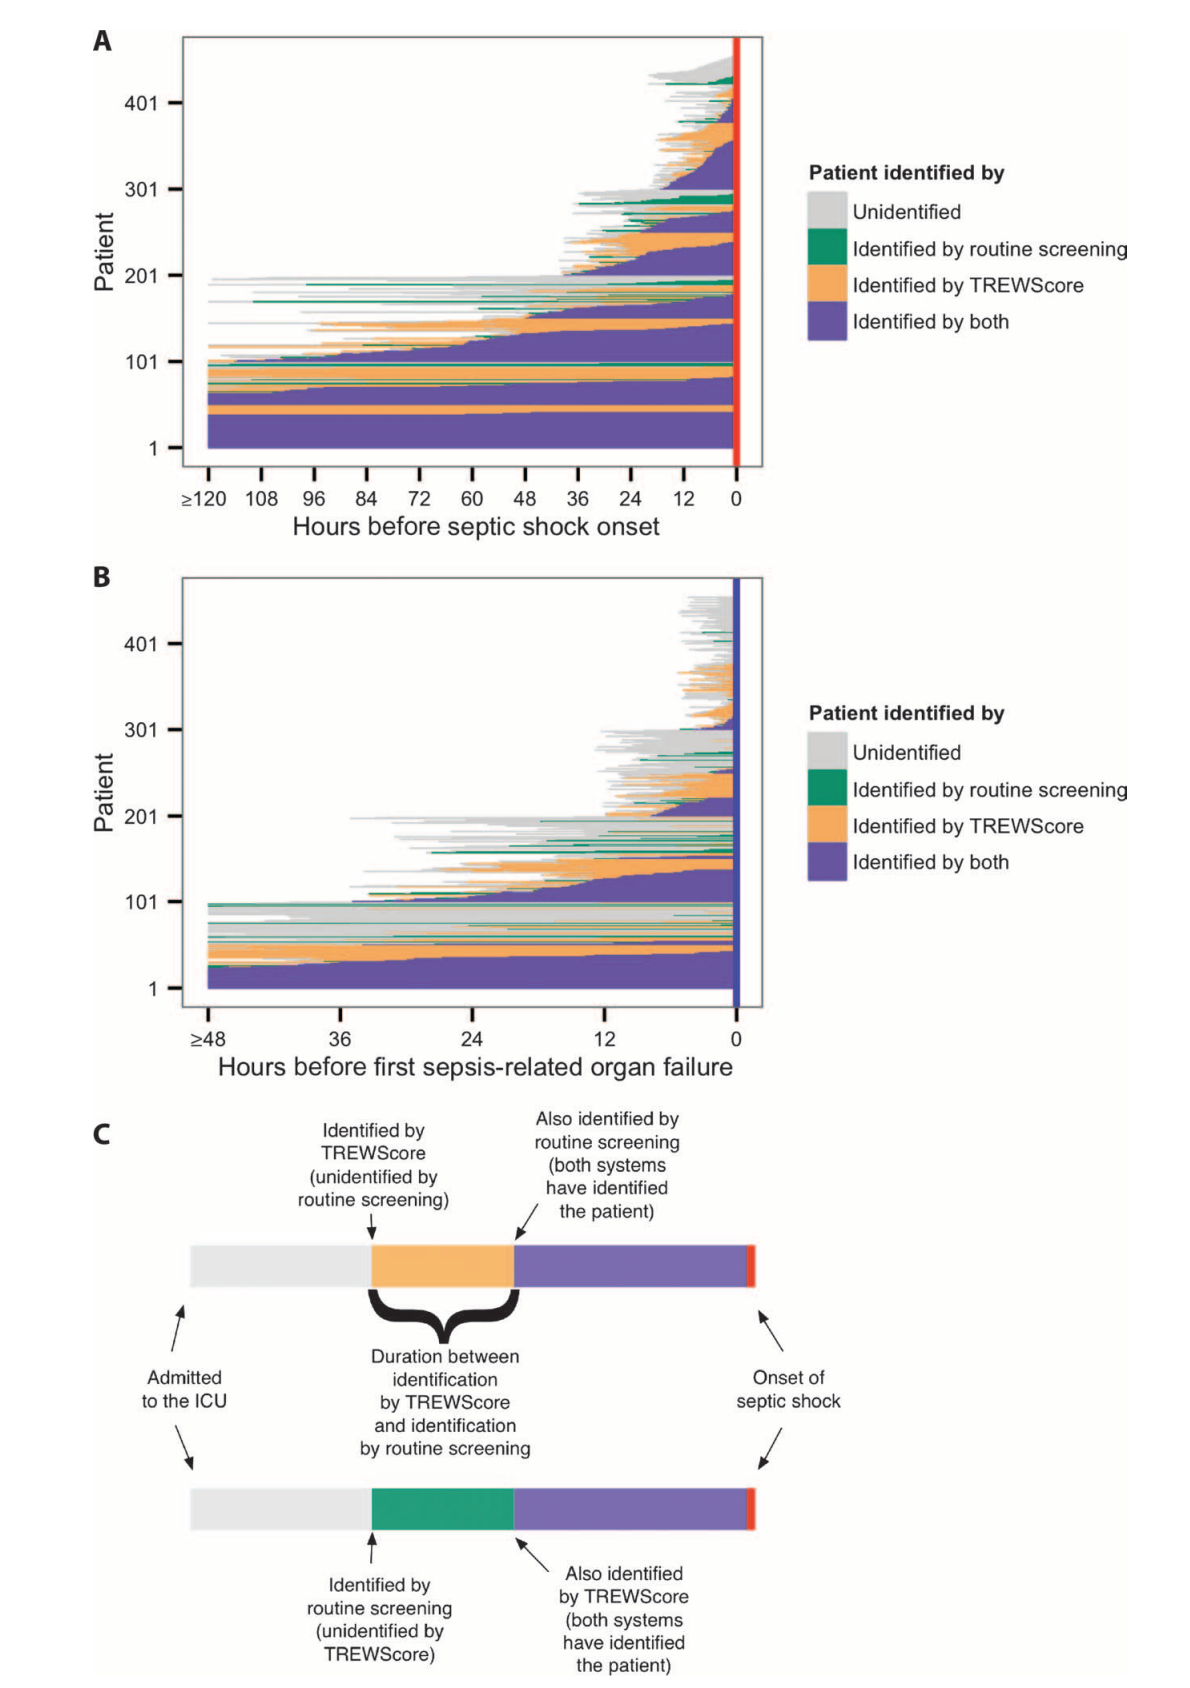 A
401
301
201
101
1
Patient
≥120 108 96 84 72 60 48 36 24 12 0
Hours before septic shock onset
Patient identified by
Unidentified
Identified by routine screening
Identified by TREWScore
Identified by both
B
401
301
201
101
1
Patient
≥48 36 24 12 0
Hours before first sepsis-related organ failure
Patient identified by
Unidentified
Identified by routine screening
Identified by TREWScore
Identified by both
C
Identified by
TREWScore
(unidentified by
routine screening)
Also identified by
routine screening
(both systems
have identified
the patient)
Admitted
to the ICU
Duration between
identification
by TREWScore
and identification
by routine screening
Onset of
septic shock
Identified by
routine screening
(unidentified by
TREWScore)
Also identified
by TREWScore
(both systems
have identified
the patient)